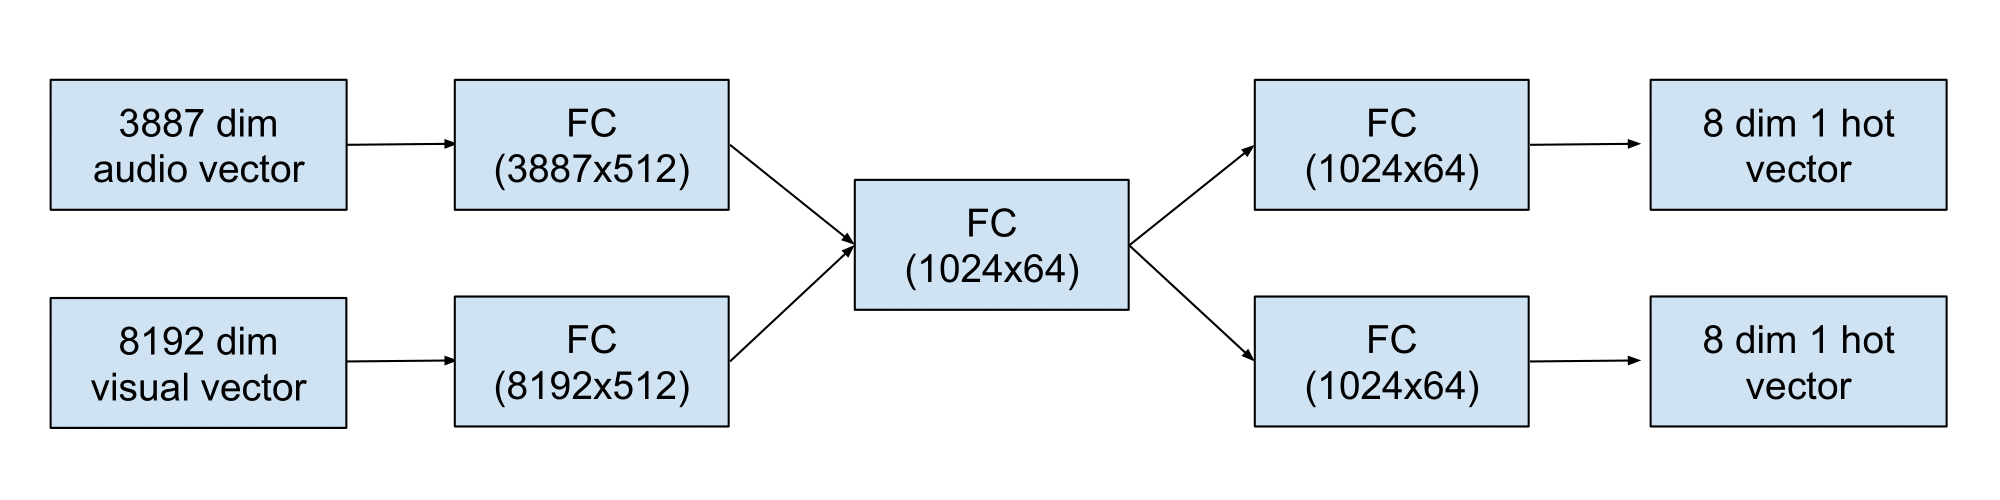 3887 dim
audio vector
FC
(3887x512)
8192 dim
visual vector
FC
(8192x512)
FC
(1024x64)
FC
(1024x64)
8 dim 1 hot
vector
FC
(1024x64)
8 dim 1 hot
vector